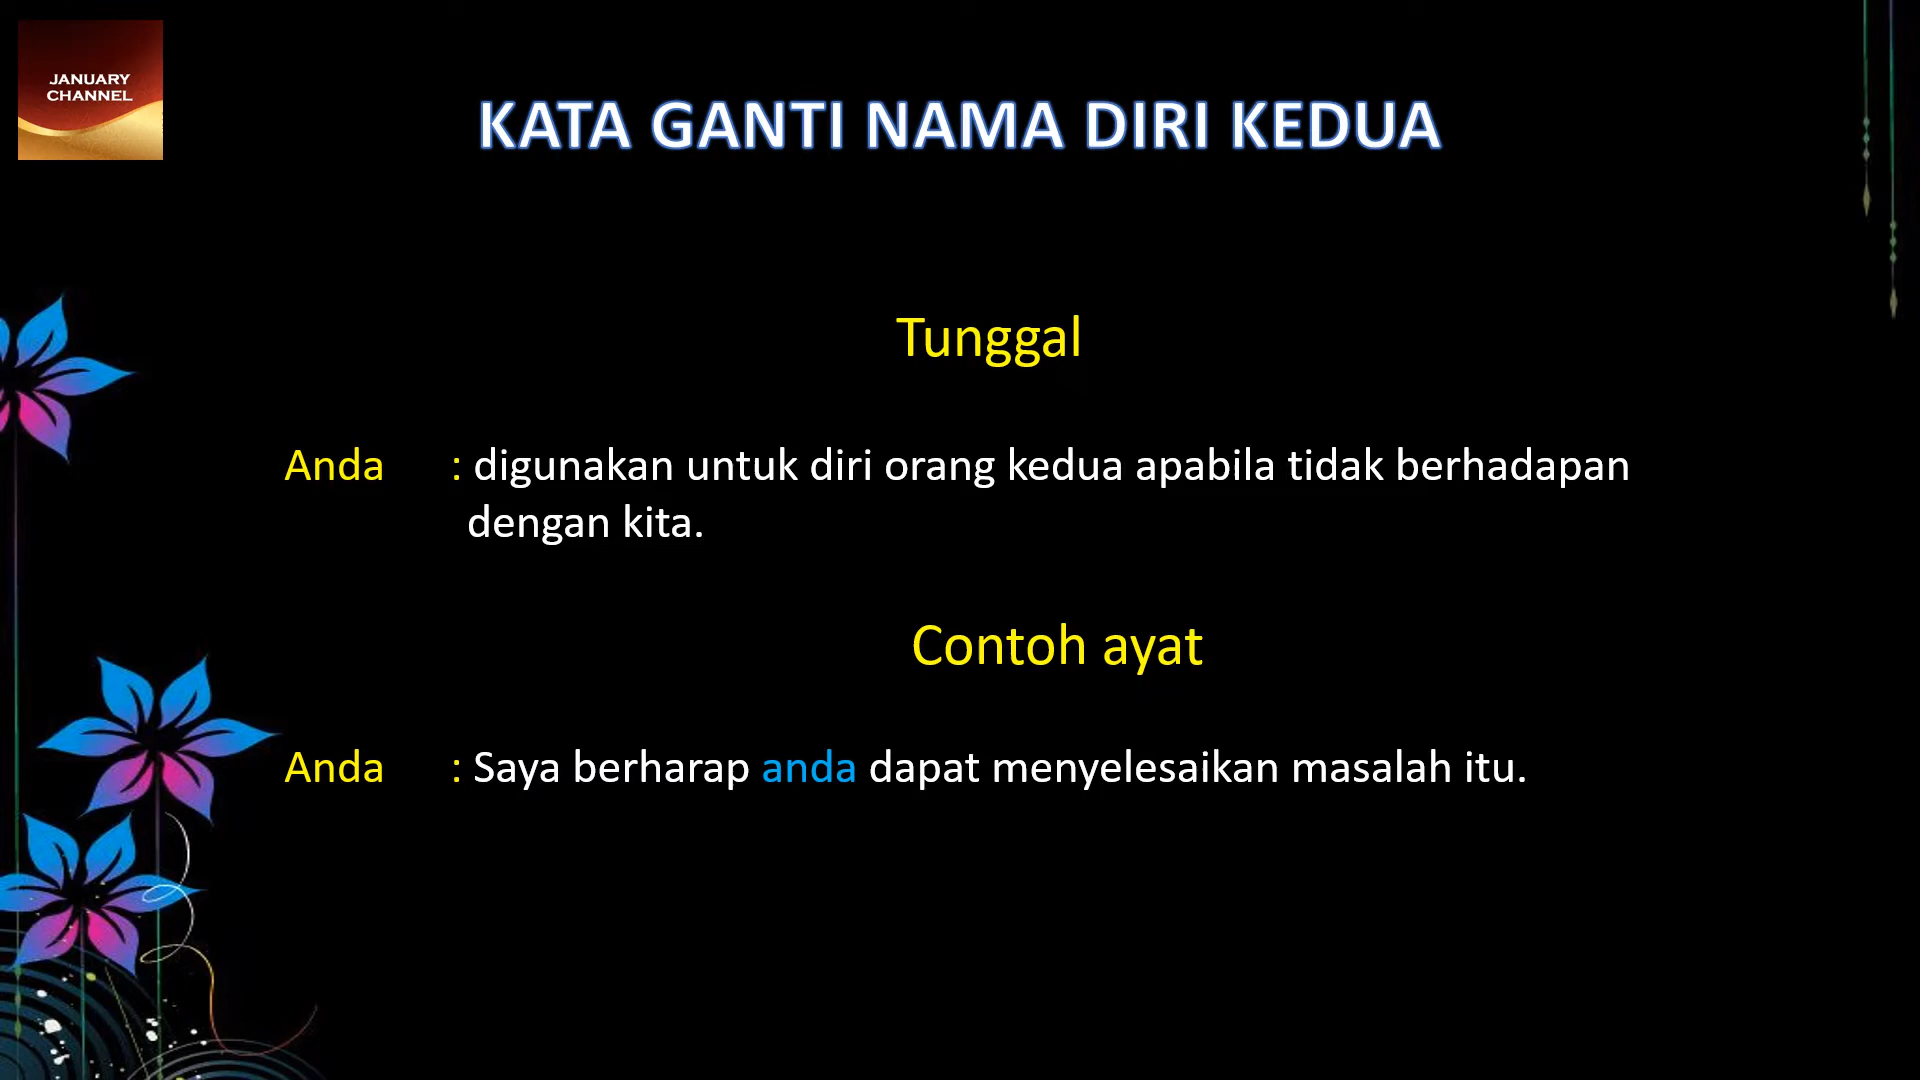 JANUARY
CHANNEL
KATA GANTI NAMA DIRI KEDUA
Tunggal
Anda : digunakan untuk diri orang kedua apabila tidak berhadapan
dengan kita.
Contoh ayat
Anda : Saya berharap anda dapat menyelesaikan masalah itu.